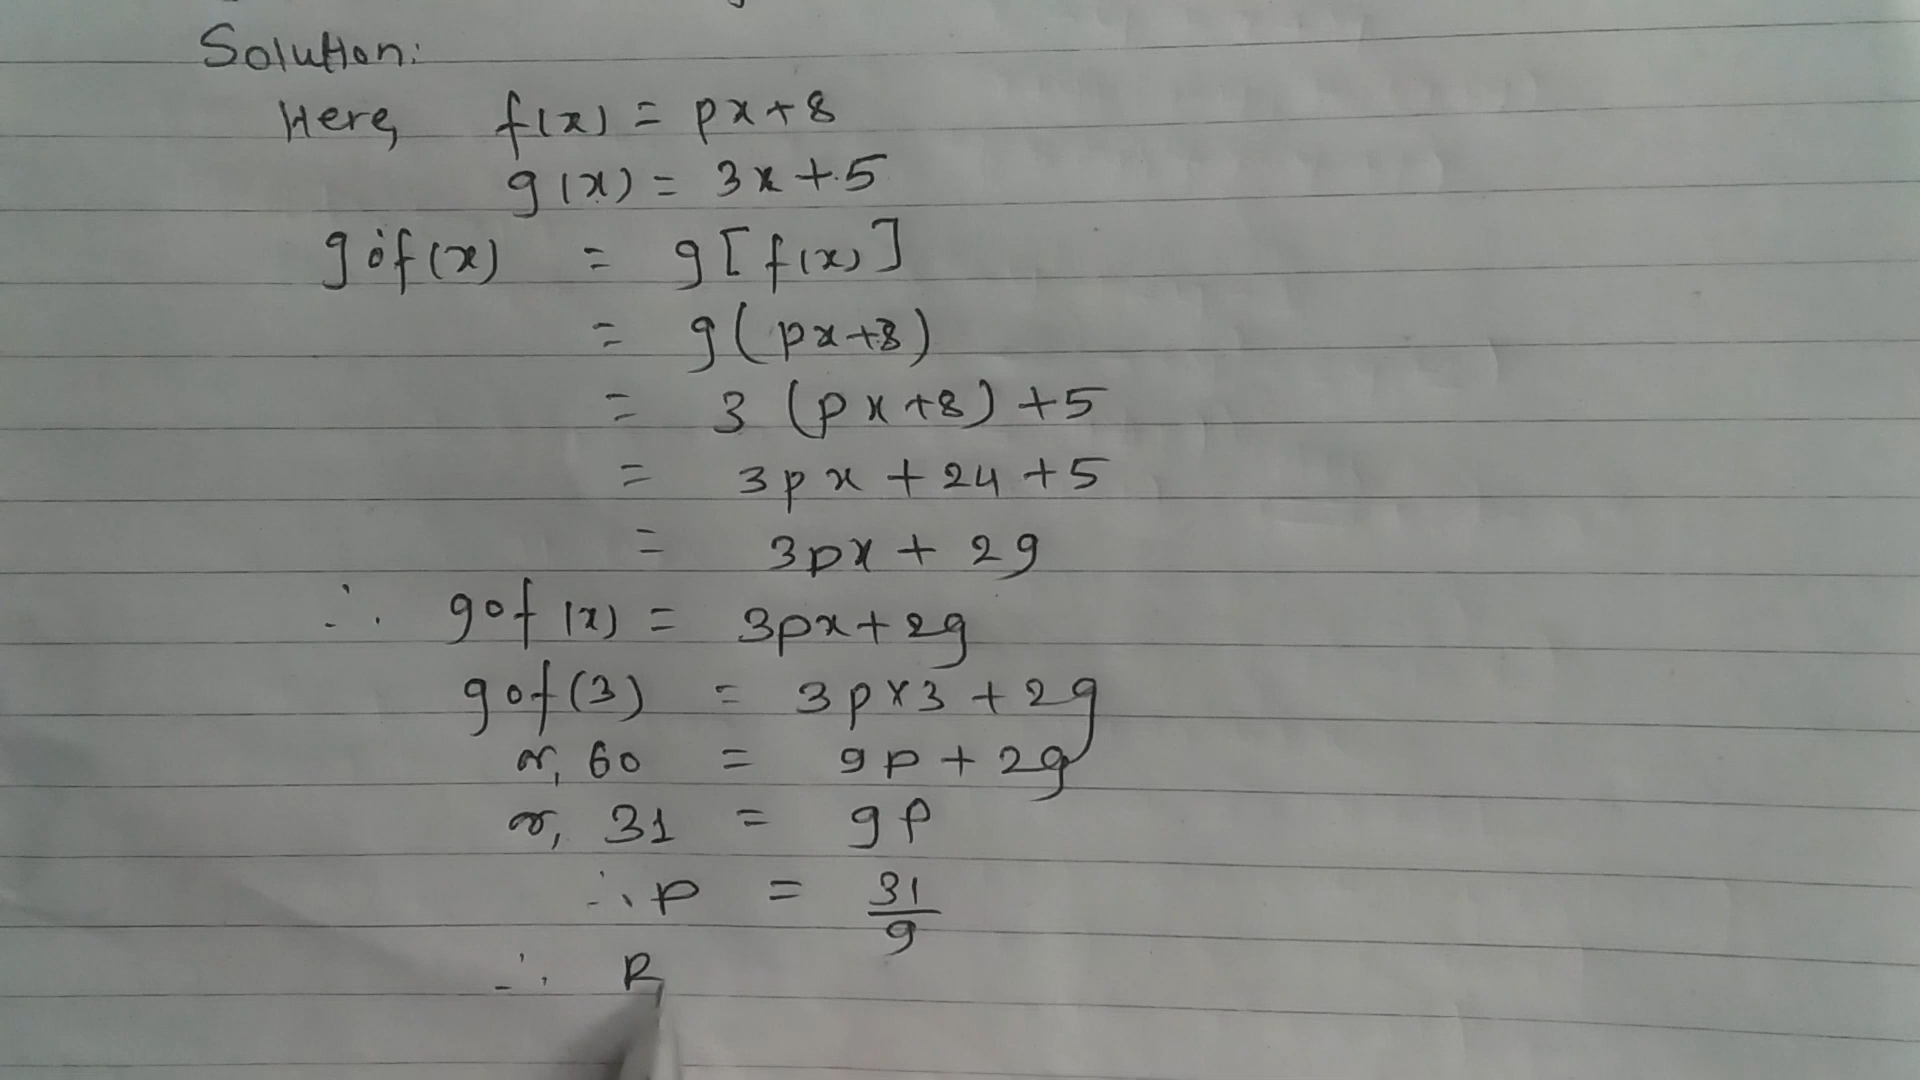 Solution:
Here, f(x) = px+8
g(x) = 3x+5
gof(x) = g[f(x)]
= g(px+8)
= 3 (px+8) +5
= 3px + 24 +5
= 3px + 29
∴ gof(x) = 3px+29
gof(3) = 3p×3 + 29
or, 60 = 9p + 29
or, 31 = 9p
∴ p = 31/9
∴